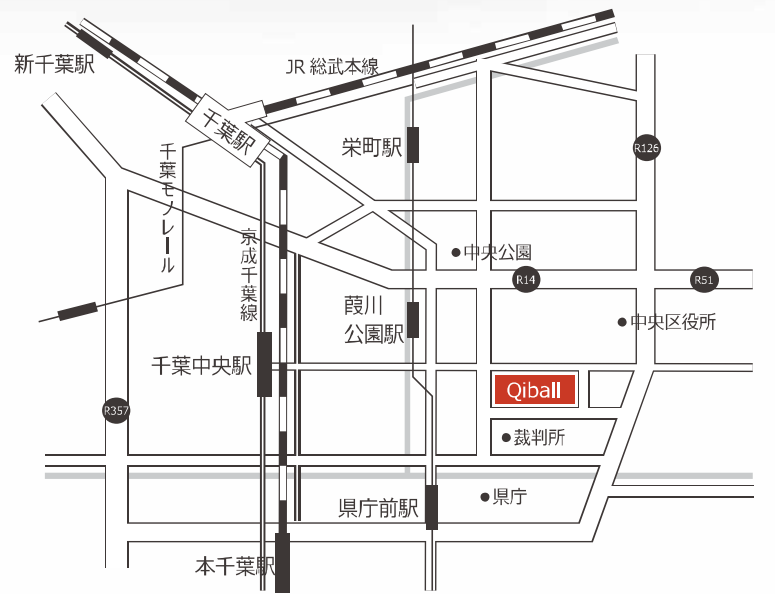 新千葉駅
JR 総武本線
千葉駅
栄町駅
R126
千葉モノレール
京成千葉線
中央公園
R14
R51
葭川
公園駅
中央区役所
千葉中央駅
Qiball
R357
裁判所
県庁前駅
県庁
本千葉駅